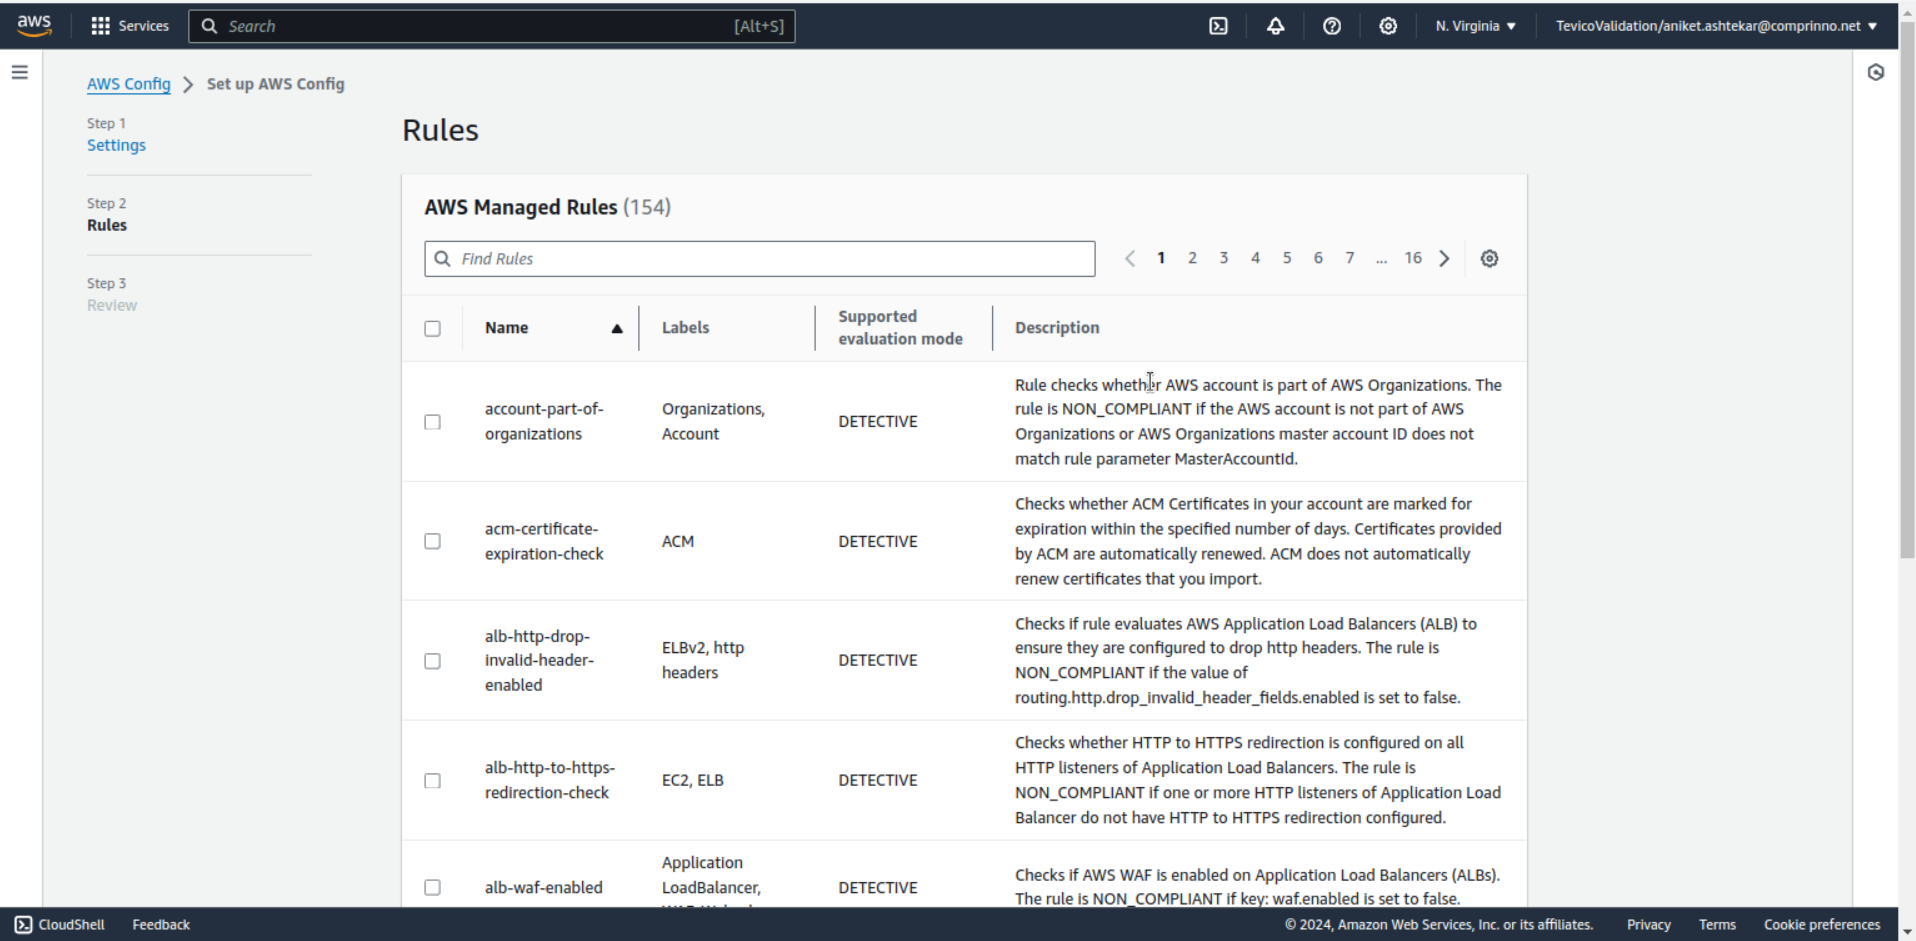 aws
Services
Search [Alt+S]
N. Virginia
TevicoValidation/aniket.ashtekar@comprinno.net
AWS Config
Set up AWS Config
Step 1
Settings
Step 2
Rules
Step 3
Review
Rules
AWS Managed Rules (154)
Find Rules
1 2 3 4 5 6 7 ... 16
Name
Labels
Supported
evaluation mode
Description
account-part-of-
organizations
Organizations,
Account
DETECTIVE
Rule checks whether AWS account is part of AWS Organizations. The
rule is NON_COMPLIANT if the AWS account is not part of AWS
Organizations or AWS Organizations master account ID does not
match rule parameter MasterAccountId.
acm-certificate-
expiration-check
ACM
DETECTIVE
Checks whether ACM Certificates in your account are marked for
expiration within the specified number of days. Certificates provided
by ACM are automatically renewed. ACM does not automatically
renew certificates that you import.
alb-http-drop-
invalid-header-
enabled
ELBv2, http
headers
DETECTIVE
Checks if rule evaluates AWS Application Load Balancers (ALB) to
ensure they are configured to drop http headers. The rule is
NON_COMPLIANT if the value of
routing.http.drop_invalid_header_fields.enabled is set to false.
alb-http-to-https-
redirection-check
EC2, ELB
DETECTIVE
Checks whether HTTP to HTTPS redirection is configured on all
HTTP listeners of Application Load Balancers. The rule is
NON_COMPLIANT if one or more HTTP listeners of Application Load
Balancer do not have HTTP to HTTPS redirection configured.
alb-waf-enabled
Application
LoadBalancer,
DETECTIVE
Checks if AWS WAF is enabled on Application Load Balancers (ALBs).
The rule is NON_COMPLIANT if key: waf.enabled is set to false.
CloudShell
Feedback
© 2024, Amazon Web Services, Inc. or its affiliates.
Privacy
Terms
Cookie preferences